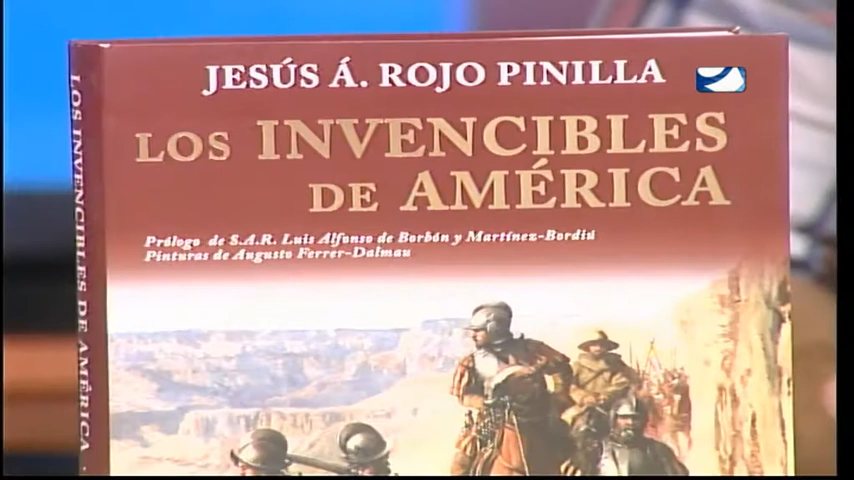 JESÚS Á. ROJO PINILLA
LOS INVENCIBLES
DE AMÉRICA
Prólogo de S.A.R. Luis Alfonso de Borbón y Martínez-Bordiú
Pinturas de Augusto Ferrer-Dalmau
LOS INVENCIBLES DE AMÉRICA